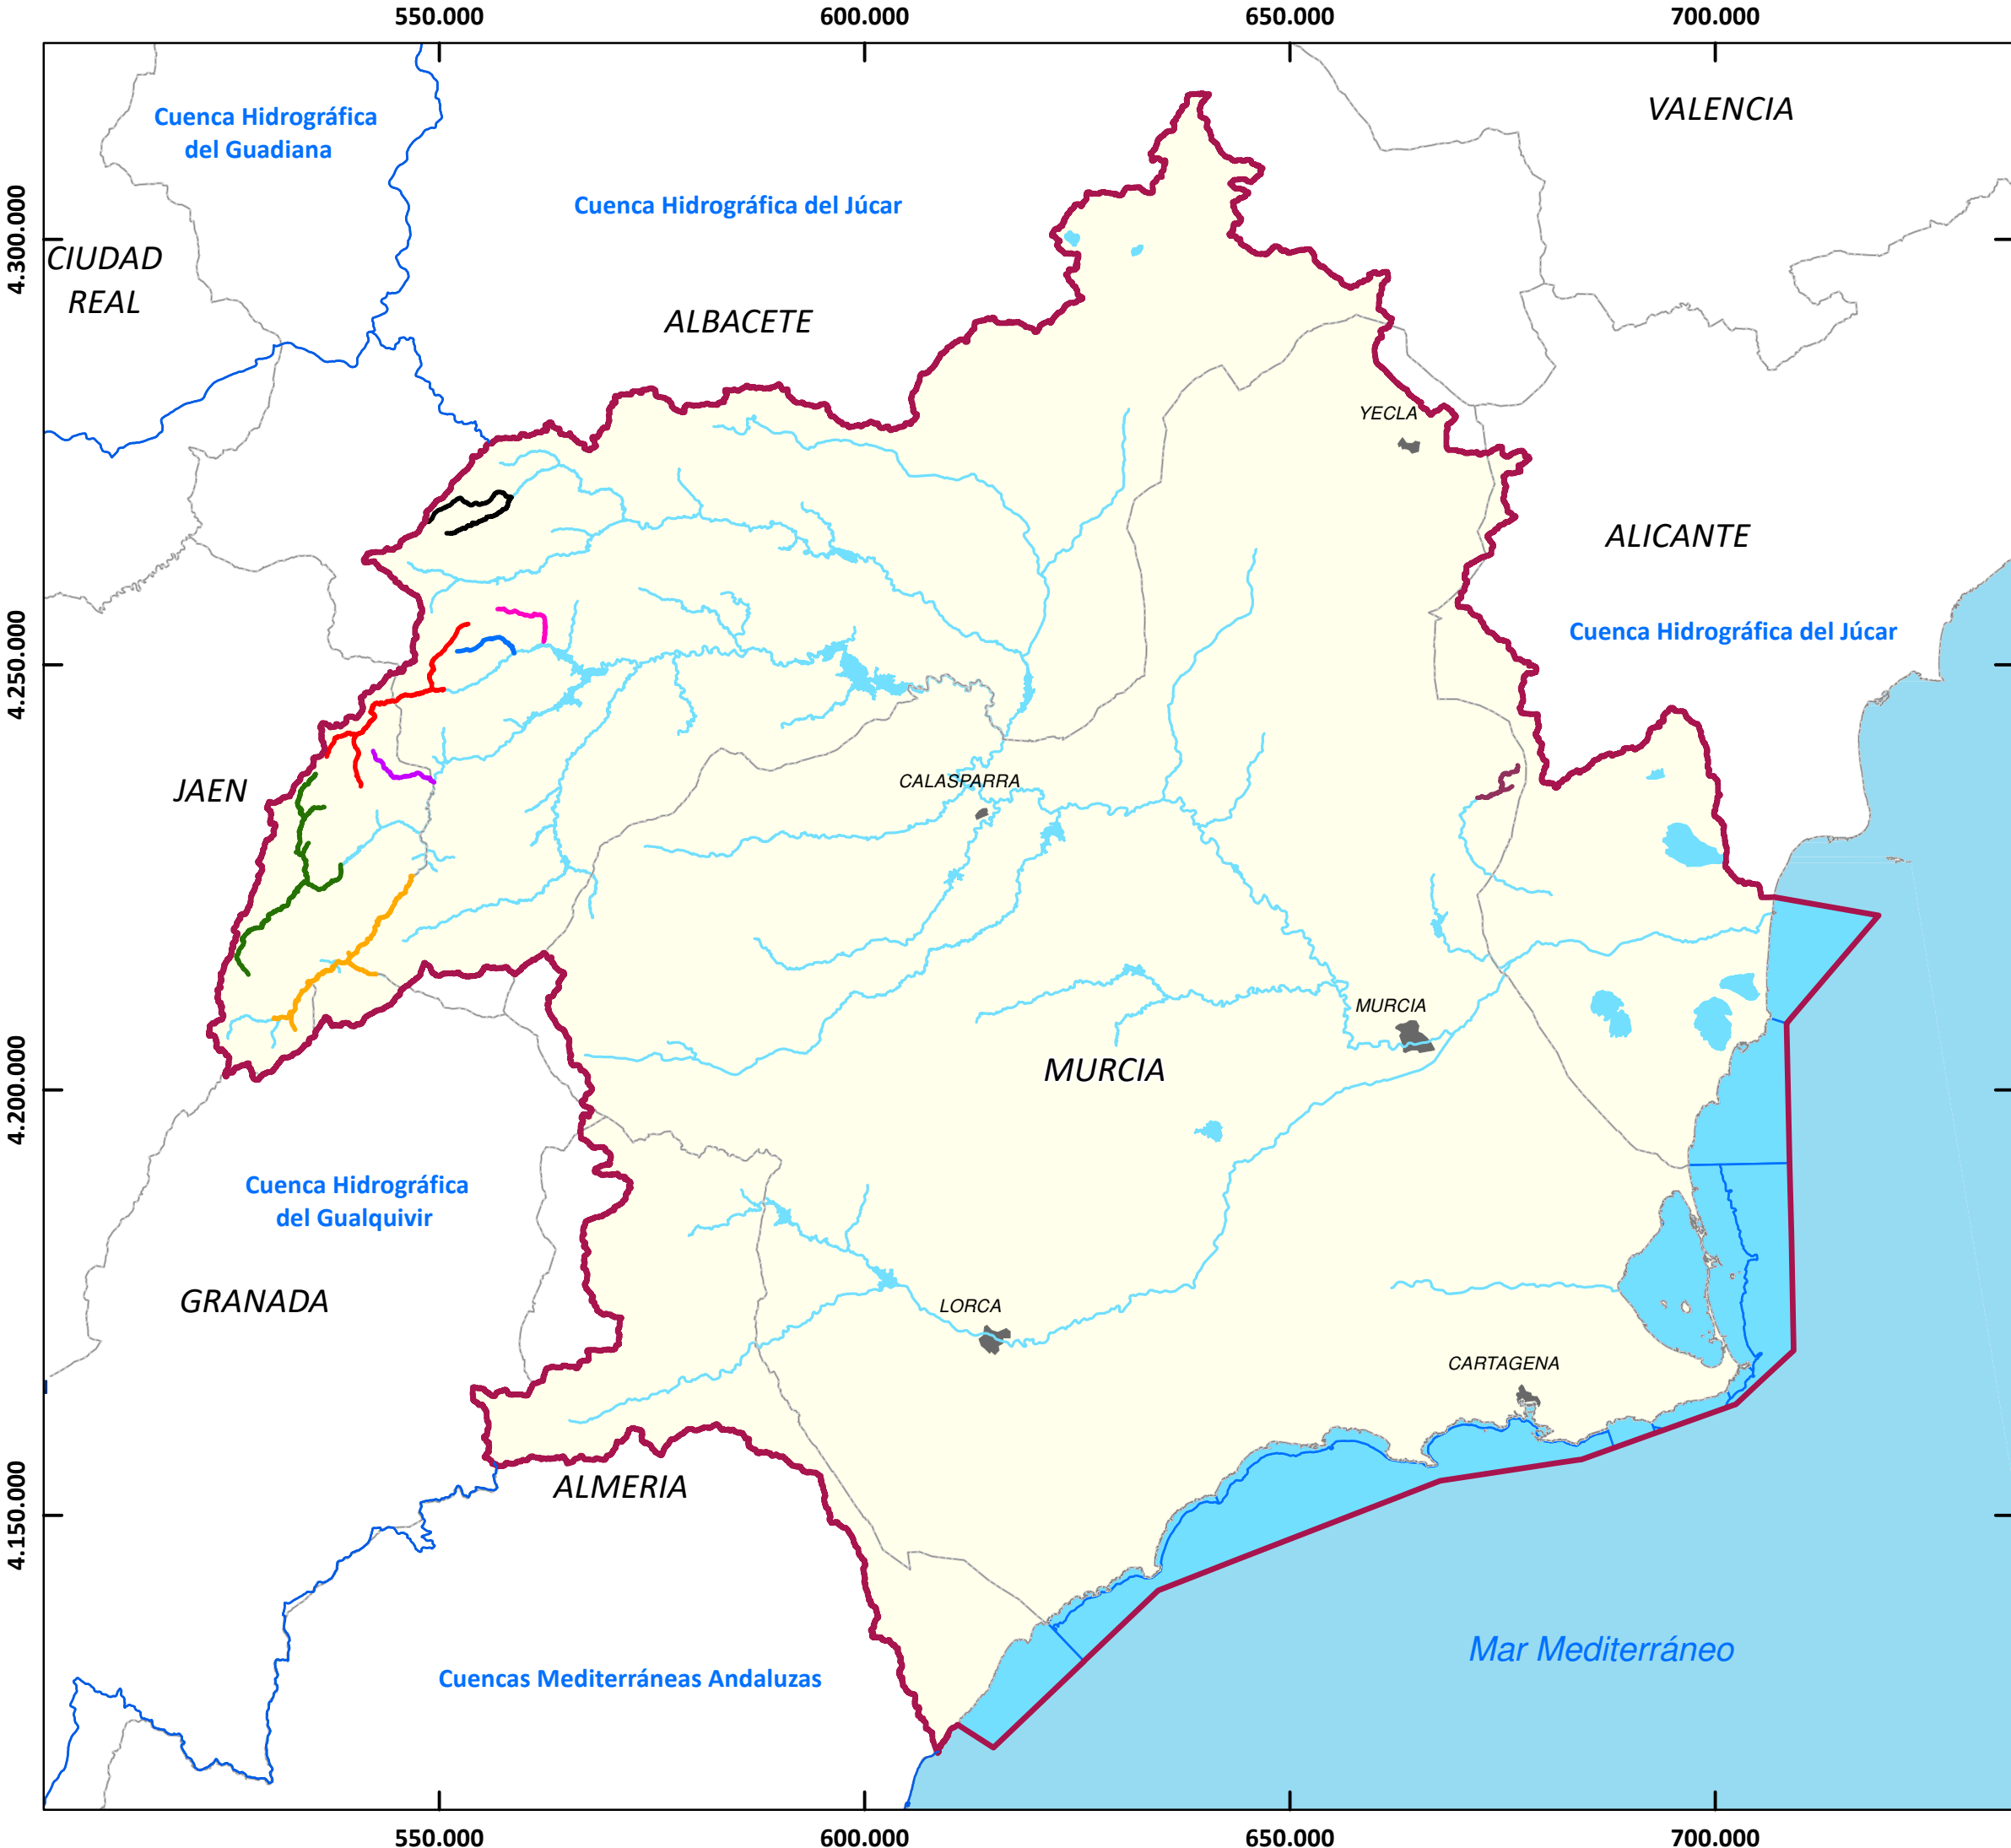 550.000
600.000
650.000
700.000
Cuenca Hidrográfica
del Guadiana
VALENCIA
Cuenca Hidrográfica del Júcar
4.300.000
CIUDAD
REAL
ALBACETE
YECLA
ALICANTE
Cuenca Hidrográfica del Júcar
4.250.000
JAEN
CALASPARRA
MURCIA
MURCIA
4.200.000
Cuenca Hidrográfica
del Gualquivir
GRANADA
LORCA
CARTAGENA
ALMERIA
4.150.000
Mar Mediterráneo
Cuencas Mediterráneas Andaluzas
550.000
600.000
650.000
700.000